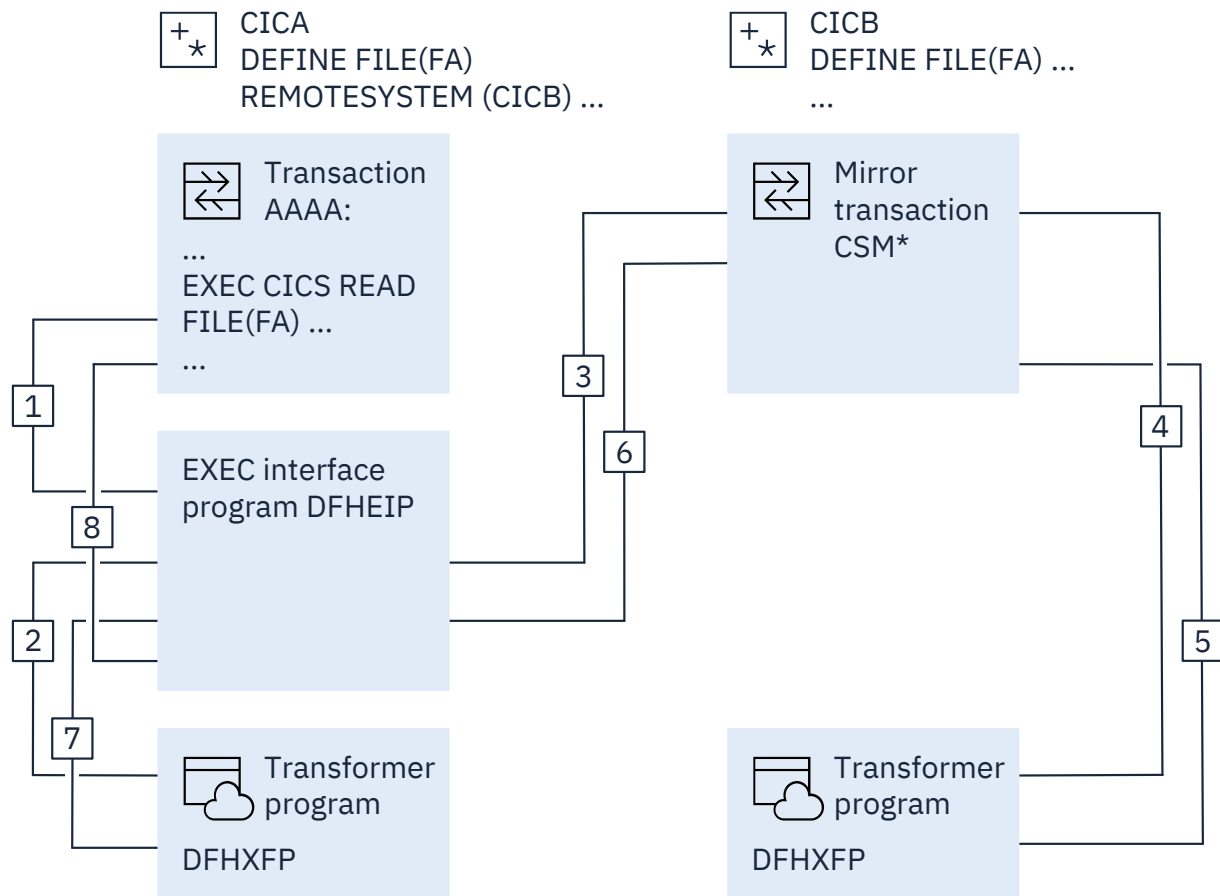 CICA
DEFINE FILE(FA)
REMOTESYSTEM (CICB) ...
CICB
DEFINE FILE(FA) ...
...
Transaction
AAAA:
...
EXEC CICS READ
FILE(FA) ...
...
Mirror
transaction
CSM*
1
3
4
6
EXEC interface
program DFHEIP
8
2
5
7
Transformer
program
DFHXFP
Transformer
program
DFHXFP